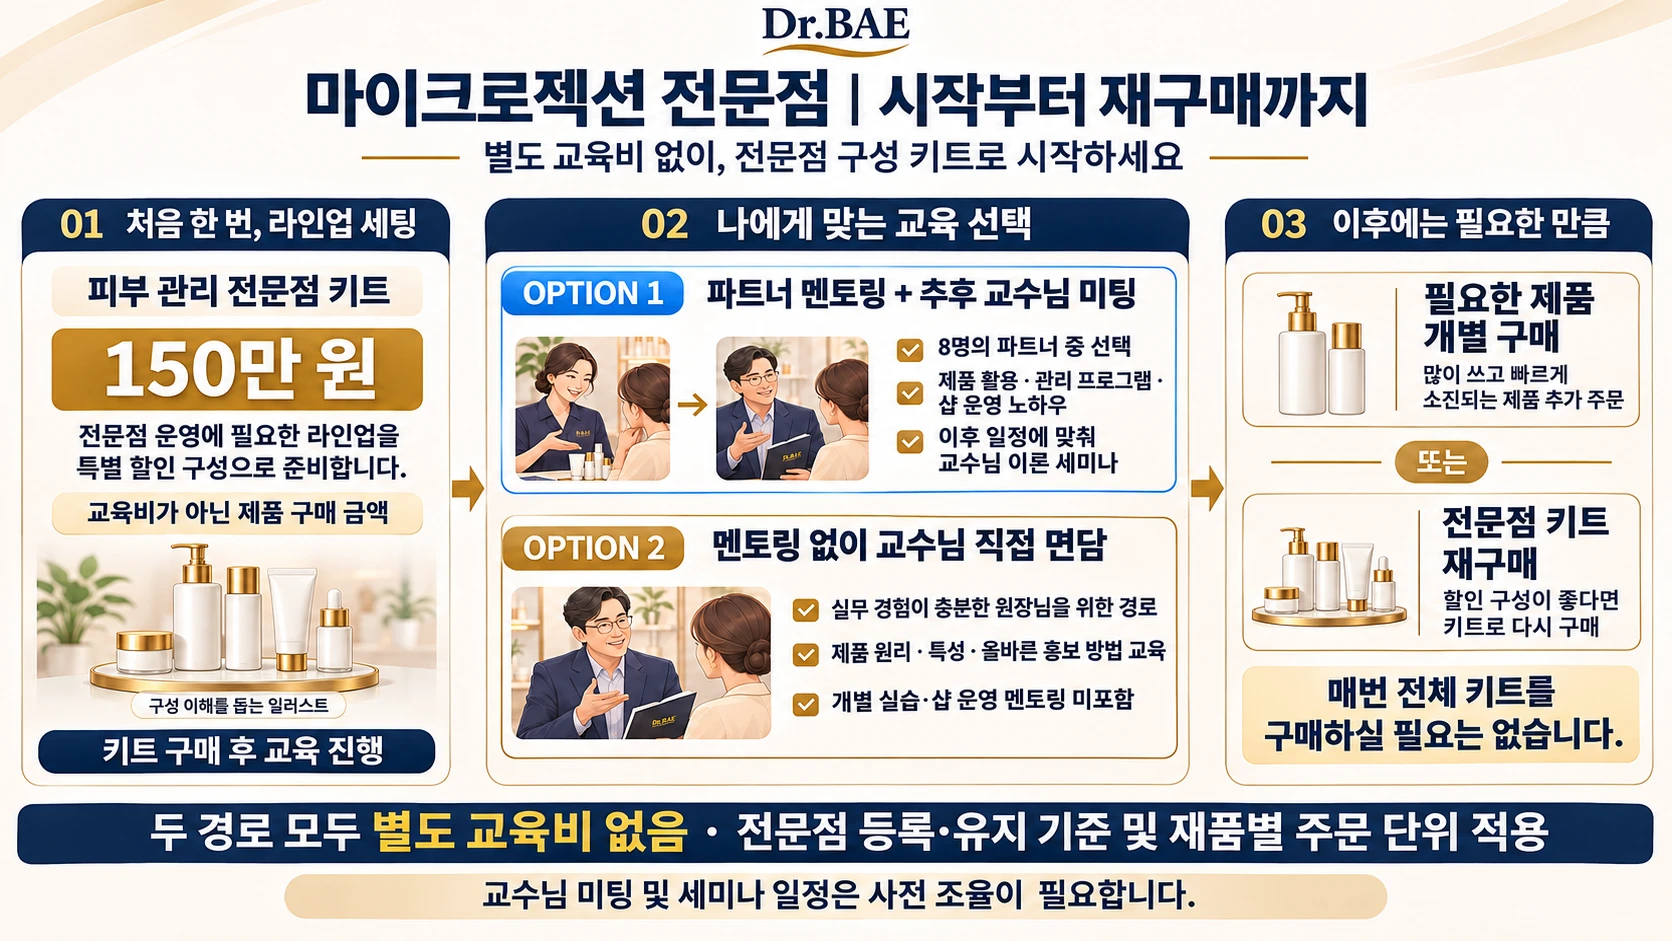 Dr.BAE
마이크로젝션 전문점 | 시작부터 재구매까지
별도 교육비 없이, 전문점 구성 키트로 시작하세요
01 처음 한 번, 라인업 세팅
피부 관리 전문점 키트
150만 원
전문점 운영에 필요한 라인업을
특별 할인 구성으로 준비합니다.
교육비가 아닌 제품 구매 금액
구성 이해를 돕는 일러스트
키트 구매 후 교육 진행
02 나에게 맞는 교육 선택
OPTION 1 파트너 멘토링 + 추후 교수님 미팅
8명의 파트너 중 선택
제품 활용 · 관리 프로그램 ·
샵 운영 노하우
이후 일정에 맞춰
교수님 이론 세미나
OPTION 2 멘토링 없이 교수님 직접 면담
Dr.BAE
실무 경험이 충분한 원장님을 위한 경로
제품 원리 · 특성 · 올바른 홍보 방법 교육
개별 실습·샵 운영 멘토링 미포함
03 이후에는 필요한 만큼
필요한 제품
개별 구매
많이 쓰고 빠르게
소진되는 제품 추가 주문
또는
전문점 키트
재구매
할인 구성이 좋다면
키트로 다시 구매
매번 전체 키트를
구매하실 필요는 없습니다.
두 경로 모두 별도 교육비 없음 · 전문점 등록·유지 기준 및 재품별 주문 단위 적용
교수님 미팅 및 세미나 일정은 사전 조율이 필요합니다.